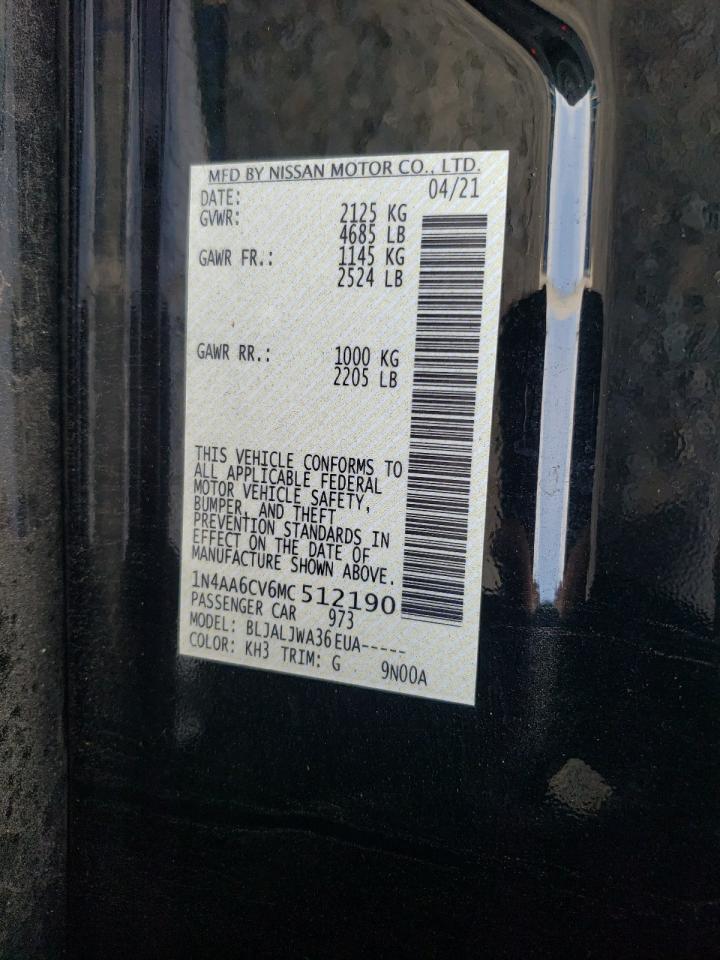 MFD BY NISSAN MOTOR CO., LTD.
DATE: 04/21
GVWR: 2125 KG
4685 LB
GAWR FR.: 1145 KG
2524 LB
GAWR RR.: 1000 KG
2205 LB
THIS VEHICLE CONFORMS TO
ALL APPLICABLE FEDERAL
MOTOR VEHICLE SAFETY,
BUMPER, AND THEFT
PREVENTION STANDARDS IN
EFFECT ON THE DATE OF
MANUFACTURE SHOWN ABOVE.
1N4AA6CV6MC512190
PASSENGER CAR 973
MODEL: BLJALJWA36EUA-----
COLOR: KH3 TRIM: G 9N00A